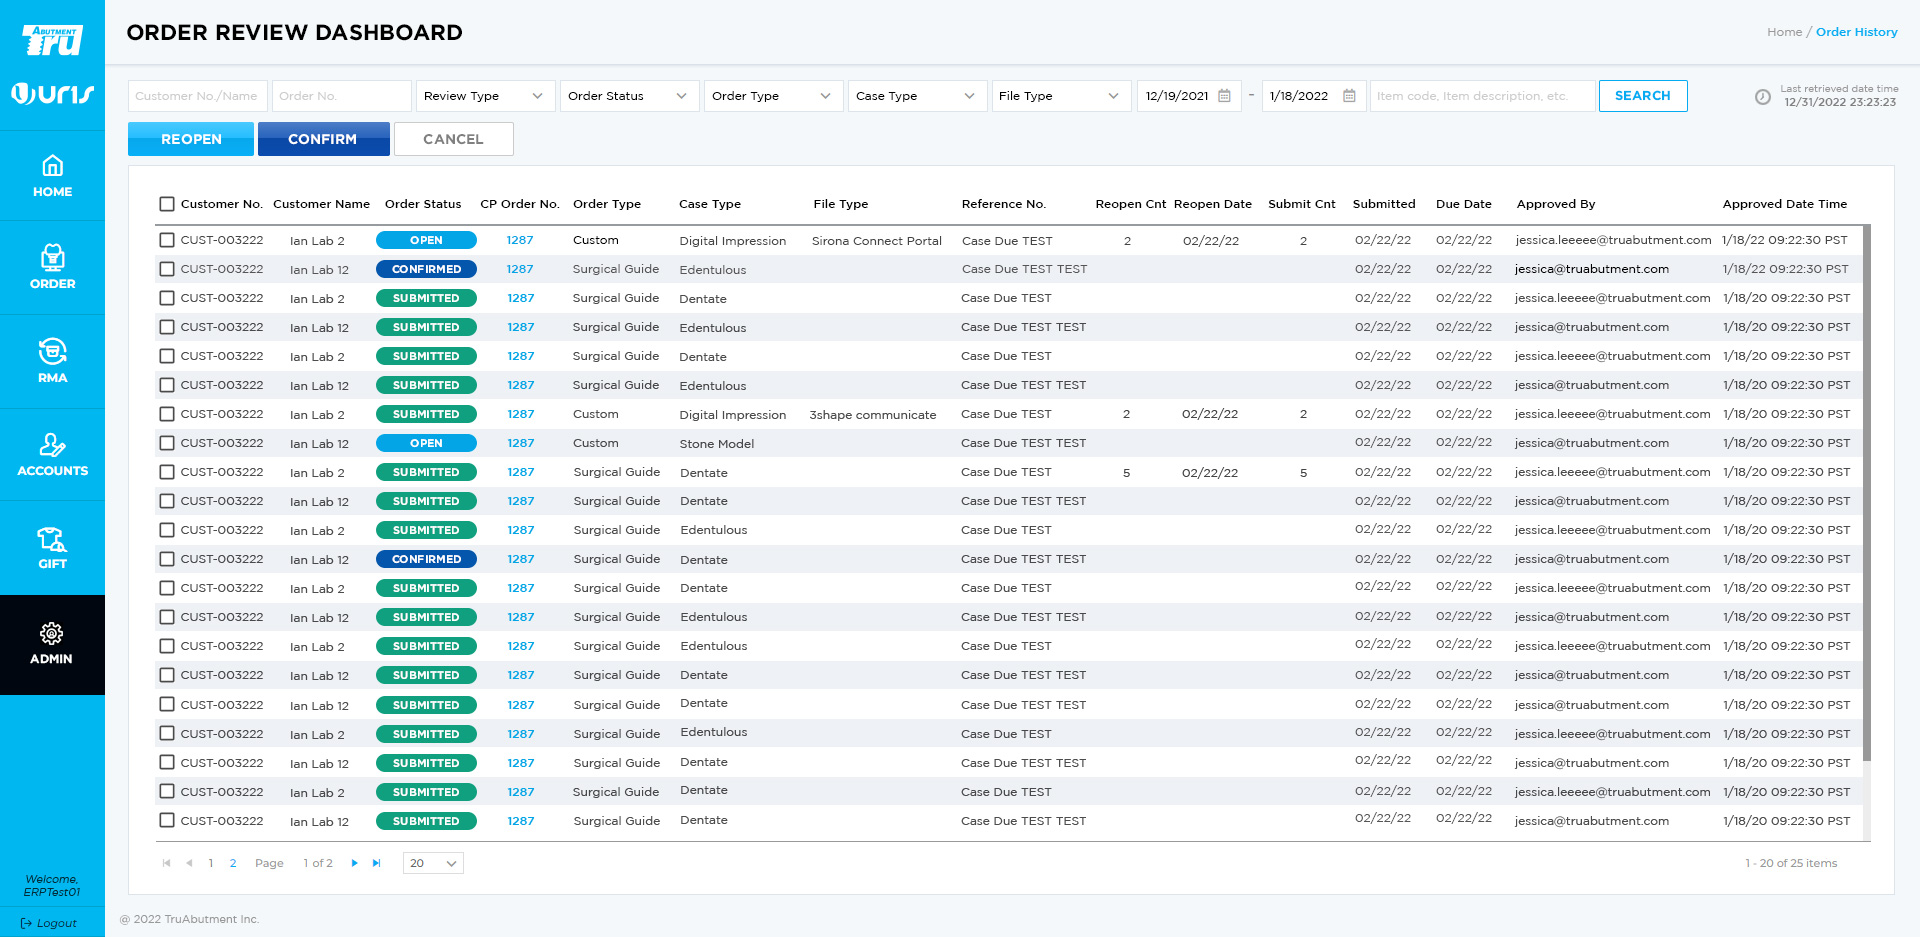 ABUTMENT
Tru
URIS
HOME
ORDER
RMA
ACCOUNTS
GIFT
ADMIN
Welcome,
ERPTest01
Logout
ORDER REVIEW DASHBOARD
Home / Order History
Customer No./Name Order No. Review Type Order Status Order Type Case Type File Type 12/19/2021 - 1/18/2022 Item code, Item description, etc. SEARCH
Last retrieved date time
12/31/2022 23:23:23
REOPEN CONFIRM CANCEL
Customer No. Customer Name Order Status CP Order No. Order Type Case Type File Type Reference No. Reopen Cnt Reopen Date Submit Cnt Submitted Due Date Approved By Approved Date Time
CUST-003222 Ian Lab 2 OPEN 1287 Custom Digital Impression Sirona Connect Portal Case Due TEST 2 02/22/22 2 02/22/22 02/22/22 jessica.leeeee@truabutment.com 1/18/22 09:22:30 PST
CUST-003222 Ian Lab 12 CONFIRMED 1287 Surgical Guide Edentulous Case Due TEST TEST 02/22/22 02/22/22 jessica@truabutment.com 1/18/22 09:22:30 PST
CUST-003222 Ian Lab 2 SUBMITTED 1287 Surgical Guide Dentate Case Due TEST 02/22/22 02/22/22 jessica.leeeee@truabutment.com 1/18/20 09:22:30 PST
CUST-003222 Ian Lab 12 SUBMITTED 1287 Surgical Guide Edentulous Case Due TEST TEST 02/22/22 02/22/22 jessica@truabutment.com 1/18/20 09:22:30 PST
CUST-003222 Ian Lab 2 SUBMITTED 1287 Surgical Guide Dentate Case Due TEST 02/22/22 02/22/22 jessica.leeeee@truabutment.com 1/18/20 09:22:30 PST
CUST-003222 Ian Lab 12 SUBMITTED 1287 Surgical Guide Edentulous Case Due TEST TEST 02/22/22 02/22/22 jessica@truabutment.com 1/18/20 09:22:30 PST
CUST-003222 Ian Lab 2 SUBMITTED 1287 Custom Digital Impression 3shape communicate Case Due TEST 2 02/22/22 2 02/22/22 02/22/22 jessica.leeeee@truabutment.com 1/18/20 09:22:30 PST
CUST-003222 Ian Lab 12 OPEN 1287 Custom Stone Model Case Due TEST TEST 02/22/22 02/22/22 jessica@truabutment.com 1/18/20 09:22:30 PST
CUST-003222 Ian Lab 2 SUBMITTED 1287 Surgical Guide Dentate Case Due TEST 5 02/22/22 5 02/22/22 02/22/22 jessica.leeeee@truabutment.com 1/18/20 09:22:30 PST
CUST-003222 Ian Lab 12 SUBMITTED 1287 Surgical Guide Dentate Case Due TEST TEST 02/22/22 02/22/22 jessica@truabutment.com 1/18/20 09:22:30 PST
CUST-003222 Ian Lab 2 SUBMITTED 1287 Surgical Guide Edentulous Case Due TEST 02/22/22 02/22/22 jessica.leeeee@truabutment.com 1/18/20 09:22:30 PST
CUST-003222 Ian Lab 12 CONFIRMED 1287 Surgical Guide Dentate Case Due TEST TEST 02/22/22 02/22/22 jessica@truabutment.com 1/18/20 09:22:30 PST
CUST-003222 Ian Lab 2 SUBMITTED 1287 Surgical Guide Dentate Case Due TEST 02/22/22 02/22/22 jessica.leeeee@truabutment.com 1/18/20 09:22:30 PST
CUST-003222 Ian Lab 12 SUBMITTED 1287 Surgical Guide Edentulous Case Due TEST TEST 02/22/22 02/22/22 jessica@truabutment.com 1/18/20 09:22:30 PST
CUST-003222 Ian Lab 2 SUBMITTED 1287 Surgical Guide Edentulous Case Due TEST 02/22/22 02/22/22 jessica.leeeee@truabutment.com 1/18/20 09:22:30 PST
CUST-003222 Ian Lab 12 SUBMITTED 1287 Surgical Guide Dentate Case Due TEST TEST 02/22/22 02/22/22 jessica@truabutment.com 1/18/20 09:22:30 PST
CUST-003222 Ian Lab 12 SUBMITTED 1287 Surgical Guide Dentate Case Due TEST TEST 02/22/22 02/22/22 jessica@truabutment.com 1/18/20 09:22:30 PST
CUST-003222 Ian Lab 2 SUBMITTED 1287 Surgical Guide Edentulous Case Due TEST 02/22/22 02/22/22 jessica.leeeee@truabutment.com 1/18/20 09:22:30 PST
CUST-003222 Ian Lab 12 SUBMITTED 1287 Surgical Guide Dentate Case Due TEST TEST 02/22/22 02/22/22 jessica@truabutment.com 1/18/20 09:22:30 PST
CUST-003222 Ian Lab 2 SUBMITTED 1287 Surgical Guide Dentate Case Due TEST 02/22/22 02/22/22 jessica.leeeee@truabutment.com 1/18/20 09:22:30 PST
CUST-003222 Ian Lab 12 SUBMITTED 1287 Surgical Guide Dentate Case Due TEST TEST 02/22/22 02/22/22 jessica@truabutment.com 1/18/20 09:22:30 PST
1 2 Page 1 of 2 20 1 - 20 of 25 items
@ 2022 TruAbutment Inc.